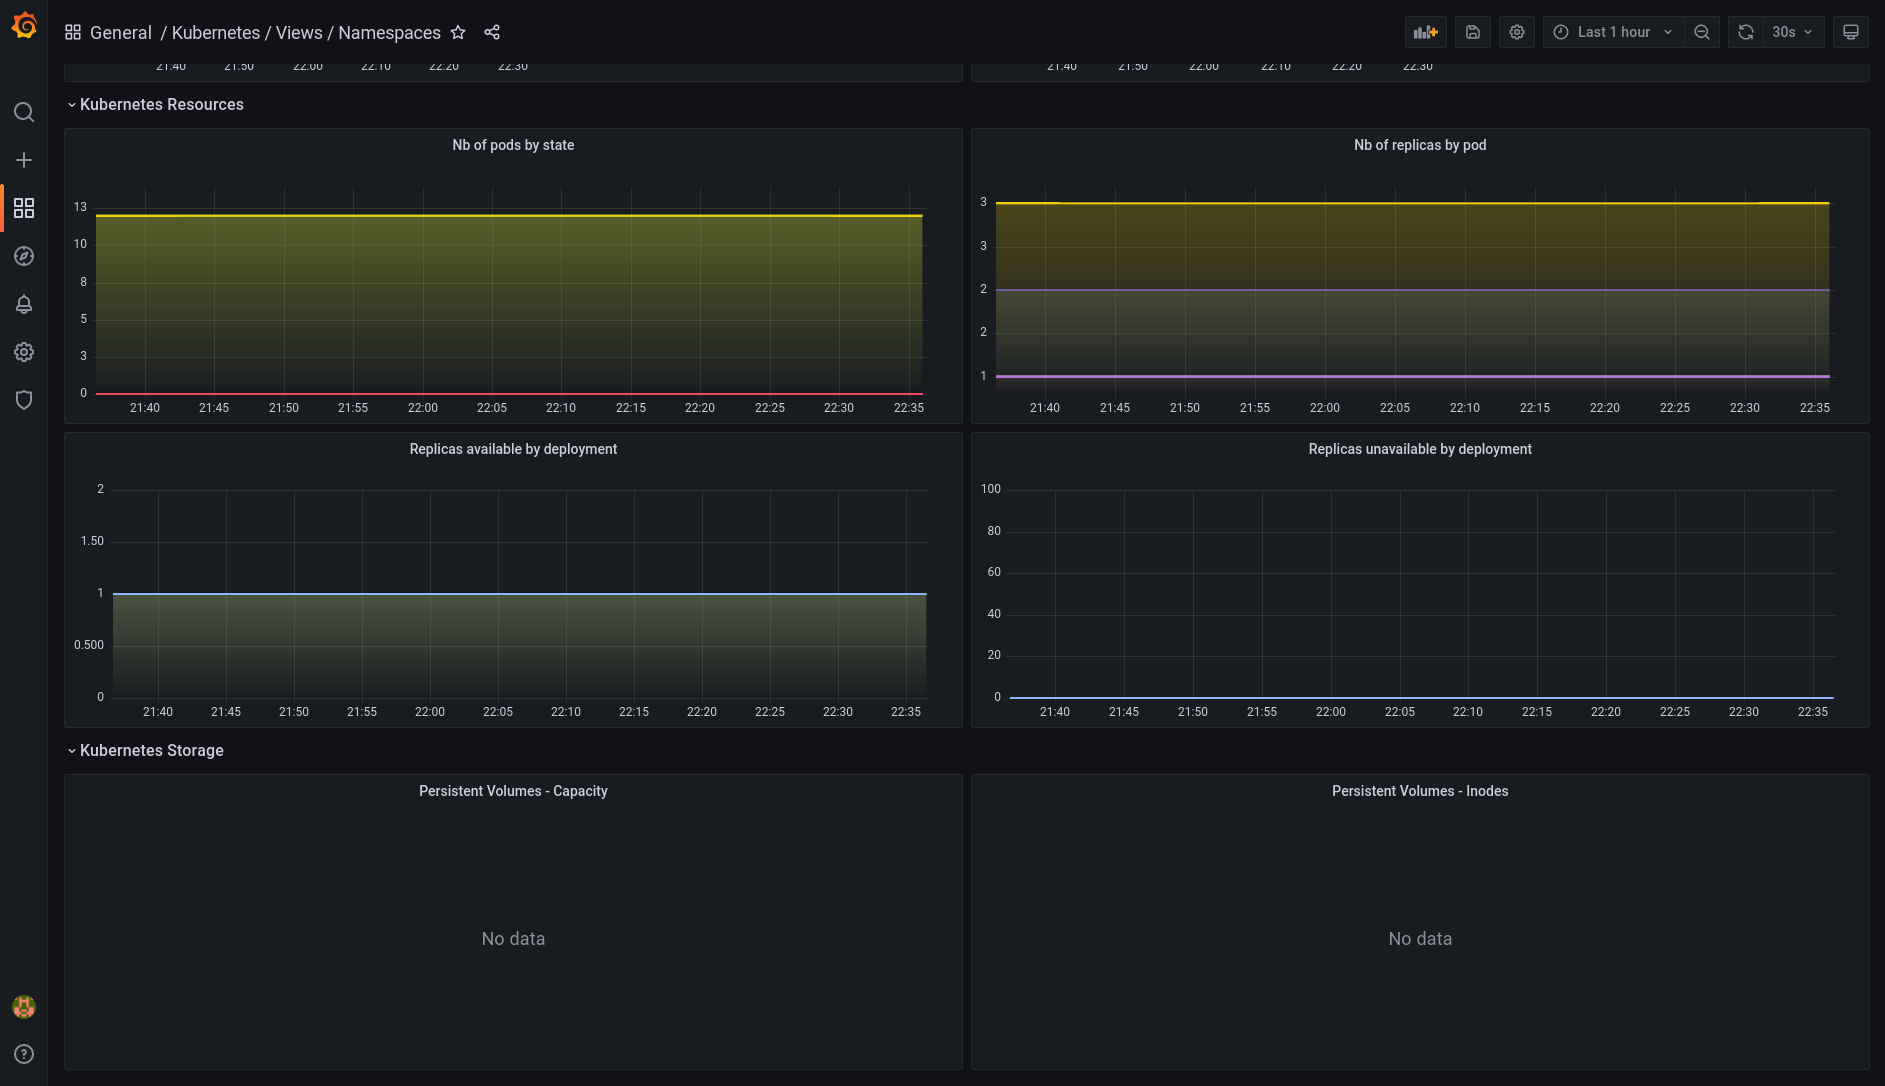 General / Kubernetes / Views / Namespaces
Last 1 hour
30s
21:40 21:50 22:00 22:10 22:20 22:30
21:40 21:50 22:00 22:10 22:20 22:30
Kubernetes Resources
Nb of pods by state
13
10
8
5
3
0
21:40 21:45 21:50 21:55 22:00 22:05 22:10 22:15 22:20 22:25 22:30 22:35
Nb of replicas by pod
3
3
2
2
1
21:40 21:45 21:50 21:55 22:00 22:05 22:10 22:15 22:20 22:25 22:30 22:35
Replicas available by deployment
2
1.50
1
0.500
0
21:40 21:45 21:50 21:55 22:00 22:05 22:10 22:15 22:20 22:25 22:30 22:35
Replicas unavailable by deployment
100
80
60
40
20
0
21:40 21:45 21:50 21:55 22:00 22:05 22:10 22:15 22:20 22:25 22:30 22:35
Kubernetes Storage
Persistent Volumes - Capacity
No data
Persistent Volumes - Inodes
No data